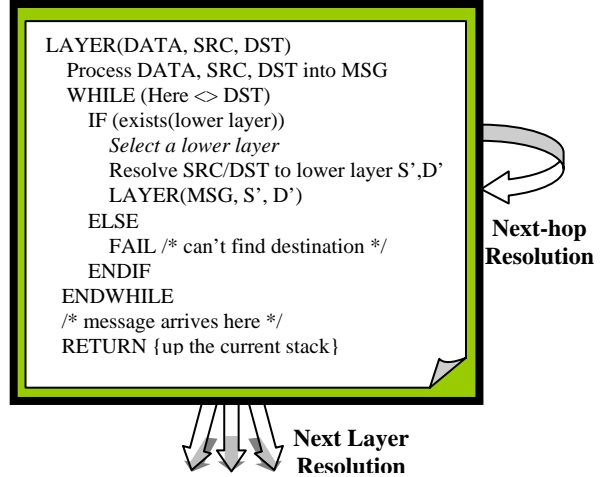 LAYER(DATA, SRC, DST)
Process DATA, SRC, DST into MSG
WHILE (Here <> DST)
IF (exists(lower layer))
Select a lower layer
Resolve SRC/DST to lower layer S’,D’
LAYER(MSG, S’, D’)
ELSE
FAIL /* can’t find destination */
ENDIF
ENDWHILE
/* message arrives here */
RETURN {up the current stack}
Next-hop
Resolution
Next Layer
Resolution